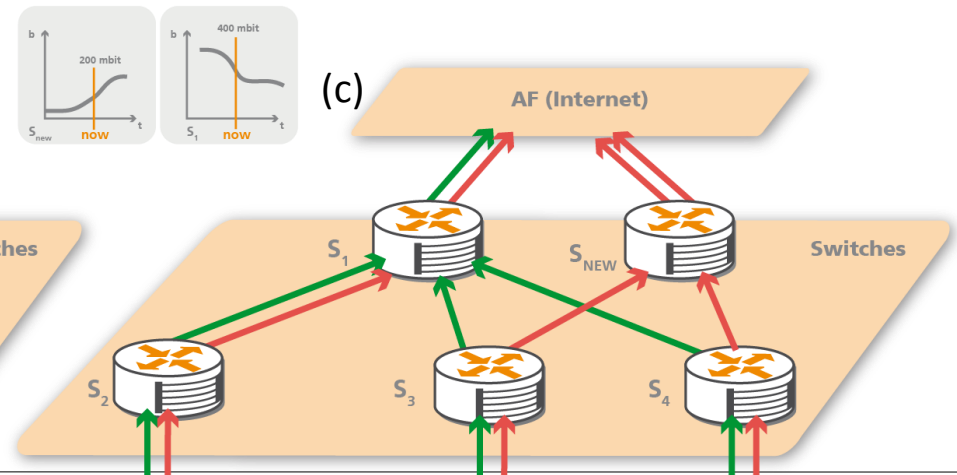 b
200 mbit
S_new
now
t
b
400 mbit
S_1
now
t
(c)
AF (Internet)
ches
Switches
S_1
S_NEW
S_2
S_3
S_4